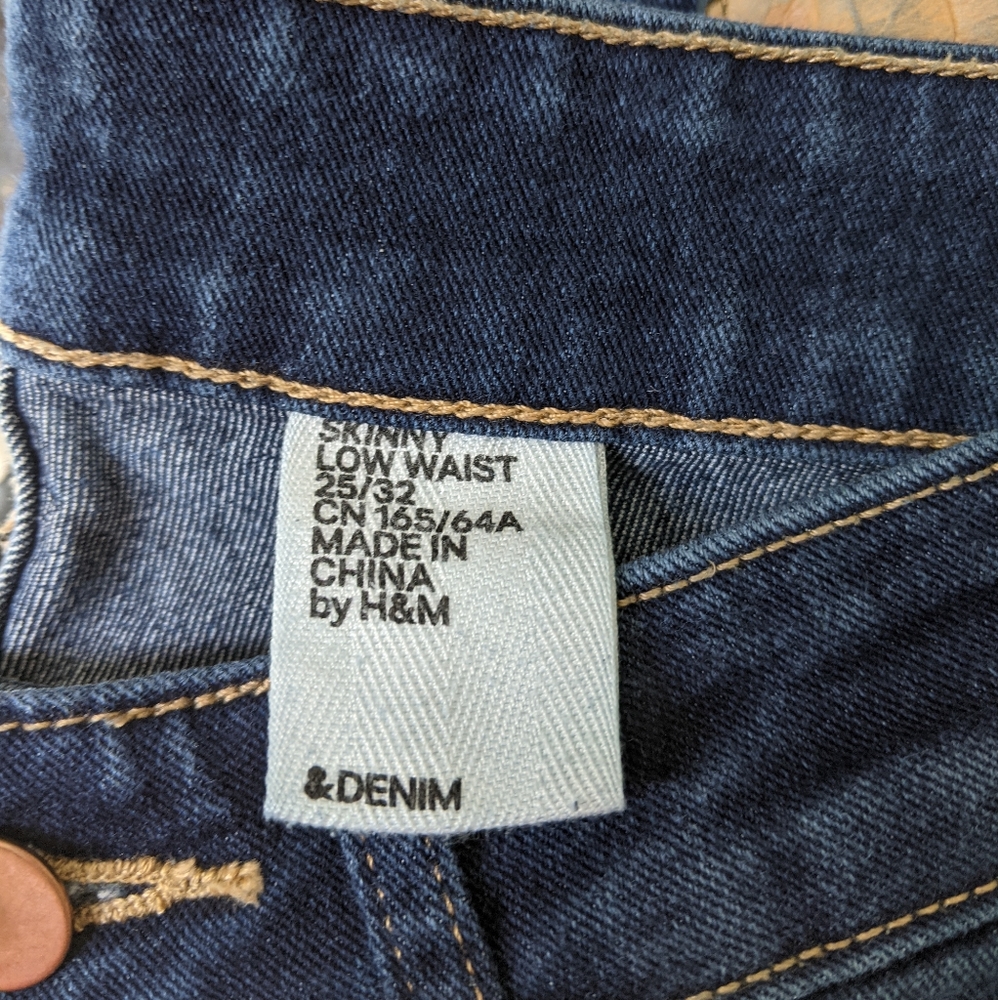 SKINNY
LOW WAIST
25/32
CN 165/64A
MADE IN
CHINA
by H&M
&DENIM